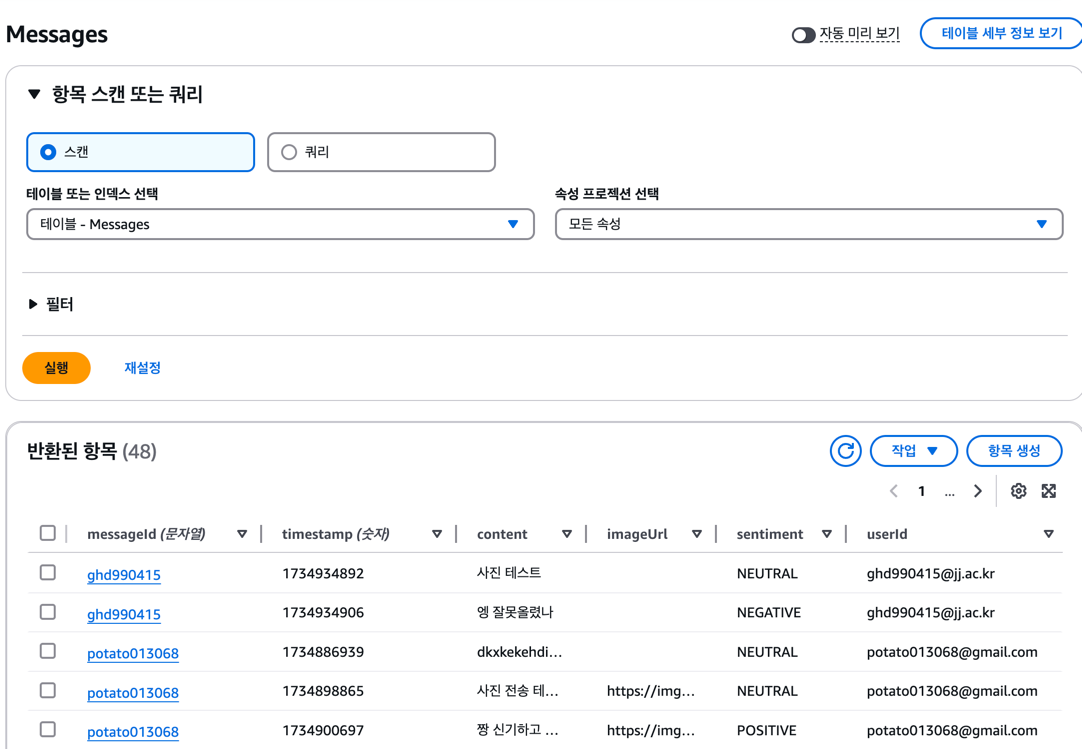 Messages
자동 미리 보기
테이블 세부 정보 보기
항목 스캔 또는 쿼리
스캔
쿼리
테이블 또는 인덱스 선택
속성 프로젝션 선택
테이블 - Messages
모든 속성
필터
실행
재설정
반환된 항목 (48)
작업
항목 생성
1 ...
messageId (문자열) timestamp (숫자) content imageUrl sentiment userId
ghd990415 1734934892 사진 테스트 NEUTRAL ghd990415@jj.ac.kr
ghd990415 1734934906 엥 잘못올렸나 NEGATIVE ghd990415@jj.ac.kr
potato013068 1734886939 dkxkekehdi... NEUTRAL potato013068@gmail.com
potato013068 1734898865 사진 전송 테... https://img... NEUTRAL potato013068@gmail.com
potato013068 1734900697 짱 신기하고 ... https://img... POSITIVE potato013068@gmail.com